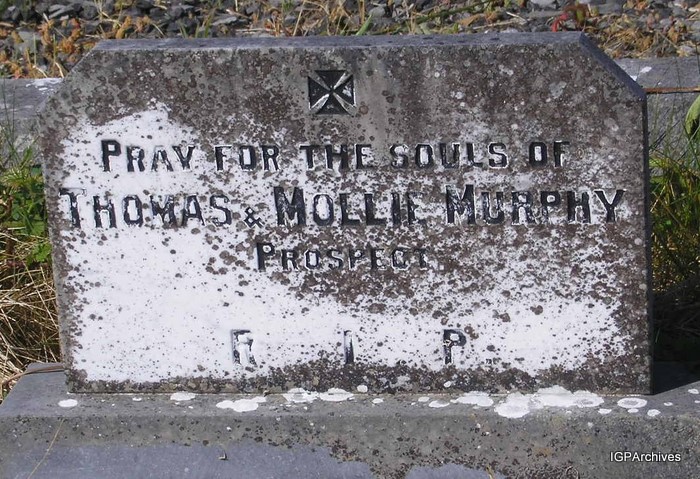 PRAY FOR THE SOULS OF
THOMAS & MOLLIE MURPHY
PROSPECT
R I P
IGPArchives